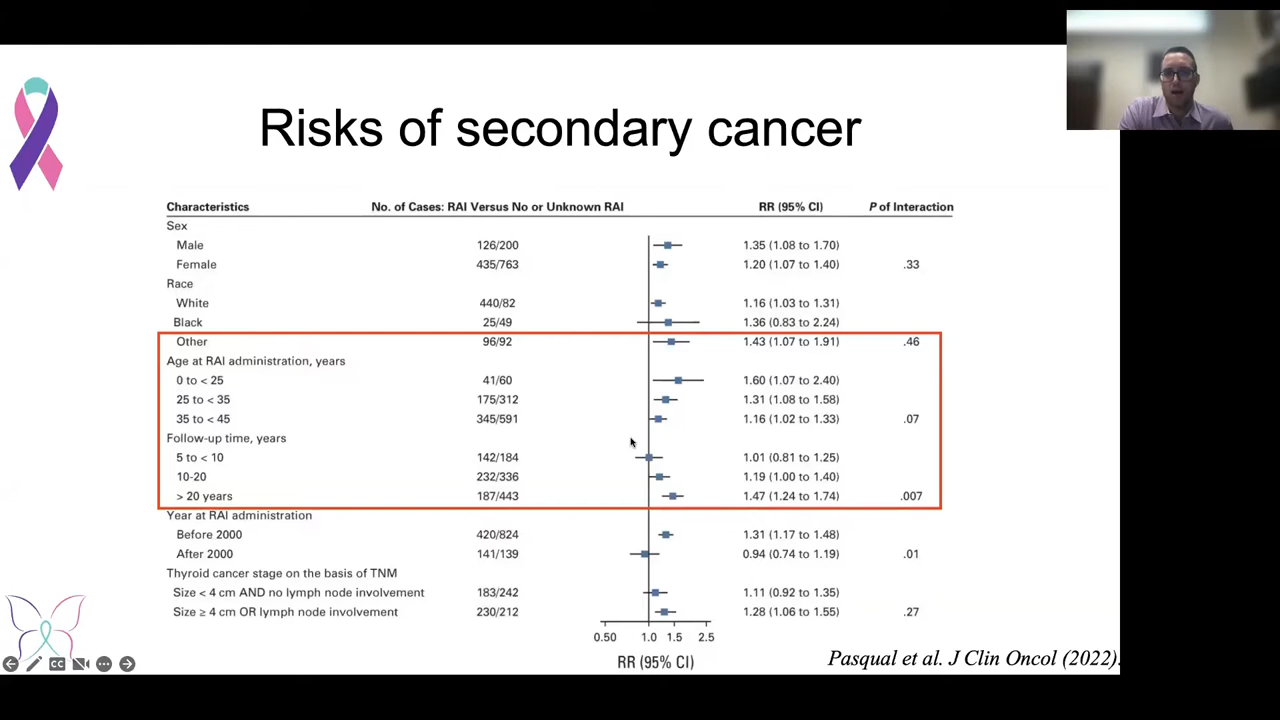 Risks of secondary cancer
Characteristics No. of Cases: RAI Versus No or Unknown RAI RR (95% CI) P of Interaction
Sex
Male 126/200 1.35 (1.08 to 1.70)
Female 435/763 1.20 (1.07 to 1.40) .33
Race
White 440/82 1.16 (1.03 to 1.31)
Black 25/49 1.36 (0.83 to 2.24)
Other 96/92 1.43 (1.07 to 1.91) .46
Age at RAI administration, years
0 to < 25 41/60 1.60 (1.07 to 2.40)
25 to < 35 175/312 1.31 (1.08 to 1.58)
35 to < 45 345/591 1.16 (1.02 to 1.33) .07
Follow-up time, years
5 to < 10 142/184 1.01 (0.81 to 1.25)
10-20 232/336 1.19 (1.00 to 1.40)
> 20 years 187/443 1.47 (1.24 to 1.74) .007
Year at RAI administration
Before 2000 420/824 1.31 (1.17 to 1.48)
After 2000 141/139 0.94 (0.74 to 1.19) .01
Thyroid cancer stage on the basis of TNM
Size < 4 cm AND no lymph node involvement 183/242 1.11 (0.92 to 1.35)
Size ≥ 4 cm OR lymph node involvement 230/212 1.28 (1.06 to 1.55) .27
0.50 1.0 1.5 2.5
RR (95% CI)
Pasqual et al. J Clin Oncol (2022).
CC